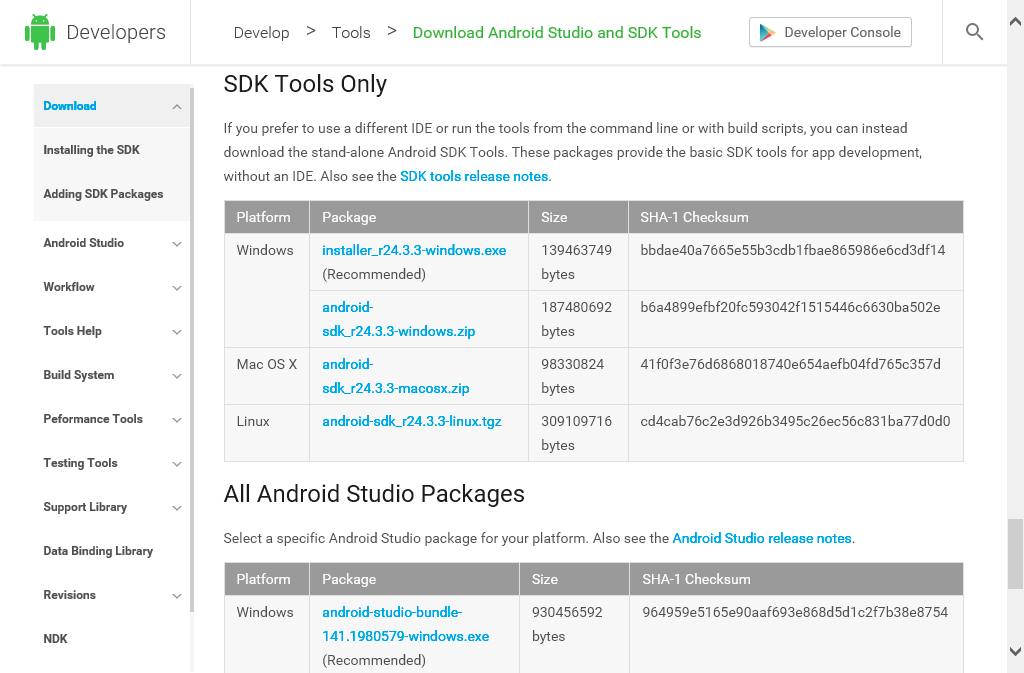 Developers
Develop > Tools > Download Android Studio and SDK Tools
Developer Console
Download
Installing the SDK
Adding SDK Packages
Android Studio
Workflow
Tools Help
Build System
Peformance Tools
Testing Tools
Support Library
Data Binding Library
Revisions
NDK
SDK Tools Only
If you prefer to use a different IDE or run the tools from the command line or with build scripts, you can instead
download the stand-alone Android SDK Tools. These packages provide the basic SDK tools for app development,
without an IDE. Also see the SDK tools release notes.
Platform Package Size SHA-1 Checksum
Windows installer_r24.3.3-windows.exe 139463749 bbdae40a7665e55b3cdb1fbae865986e6cd3df14
(Recommended) bytes
android- 187480692 b6a4899efbf20fc593042f1515446c6630ba502e
sdk_r24.3.3-windows.zip bytes
Mac OS X android- 98330824 41f0f3e76d6868018740e654aefb04fd765c357d
sdk_r24.3.3-macosx.zip bytes
Linux android-sdk_r24.3.3-linux.tgz 309109716 cd4cab76c2e3d926b3495c26ec56c831ba77d0d0
bytes
All Android Studio Packages
Select a specific Android Studio package for your platform. Also see the Android Studio release notes.
Platform Package Size SHA-1 Checksum
Windows android-studio-bundle- 930456592 964959e5165e90aaf693e868d5d1c2f7b38e8754
141.1980579-windows.exe bytes
(Recommended)